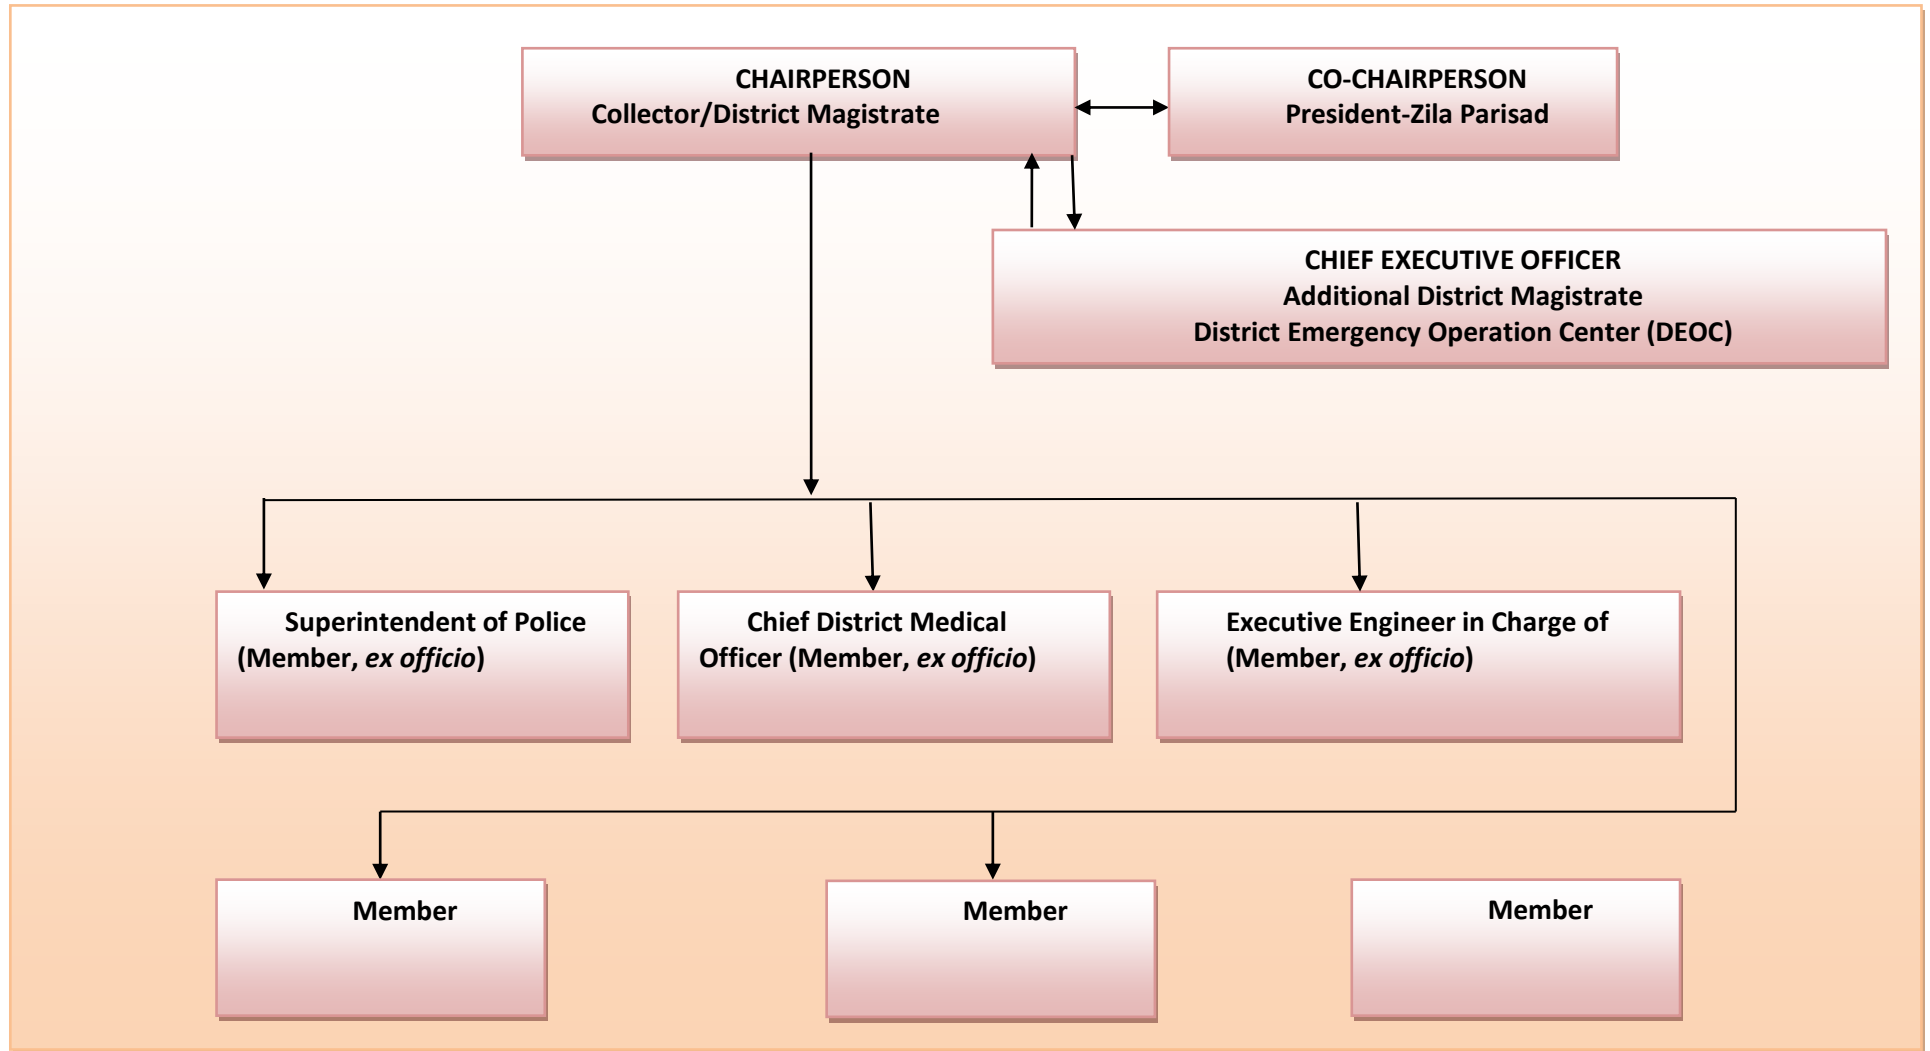 CHAIRPERSON
Collector/District Magistrate
CO-CHAIRPERSON
President-Zila Parisad
CHIEF EXECUTIVE OFFICER
Additional District Magistrate
District Emergency Operation Center (DEOC)
Superintendent of Police
(Member, ex officio)
Chief District Medical
Officer (Member, ex officio)
Executive Engineer in Charge of
(Member, ex officio)
Member
Member
Member